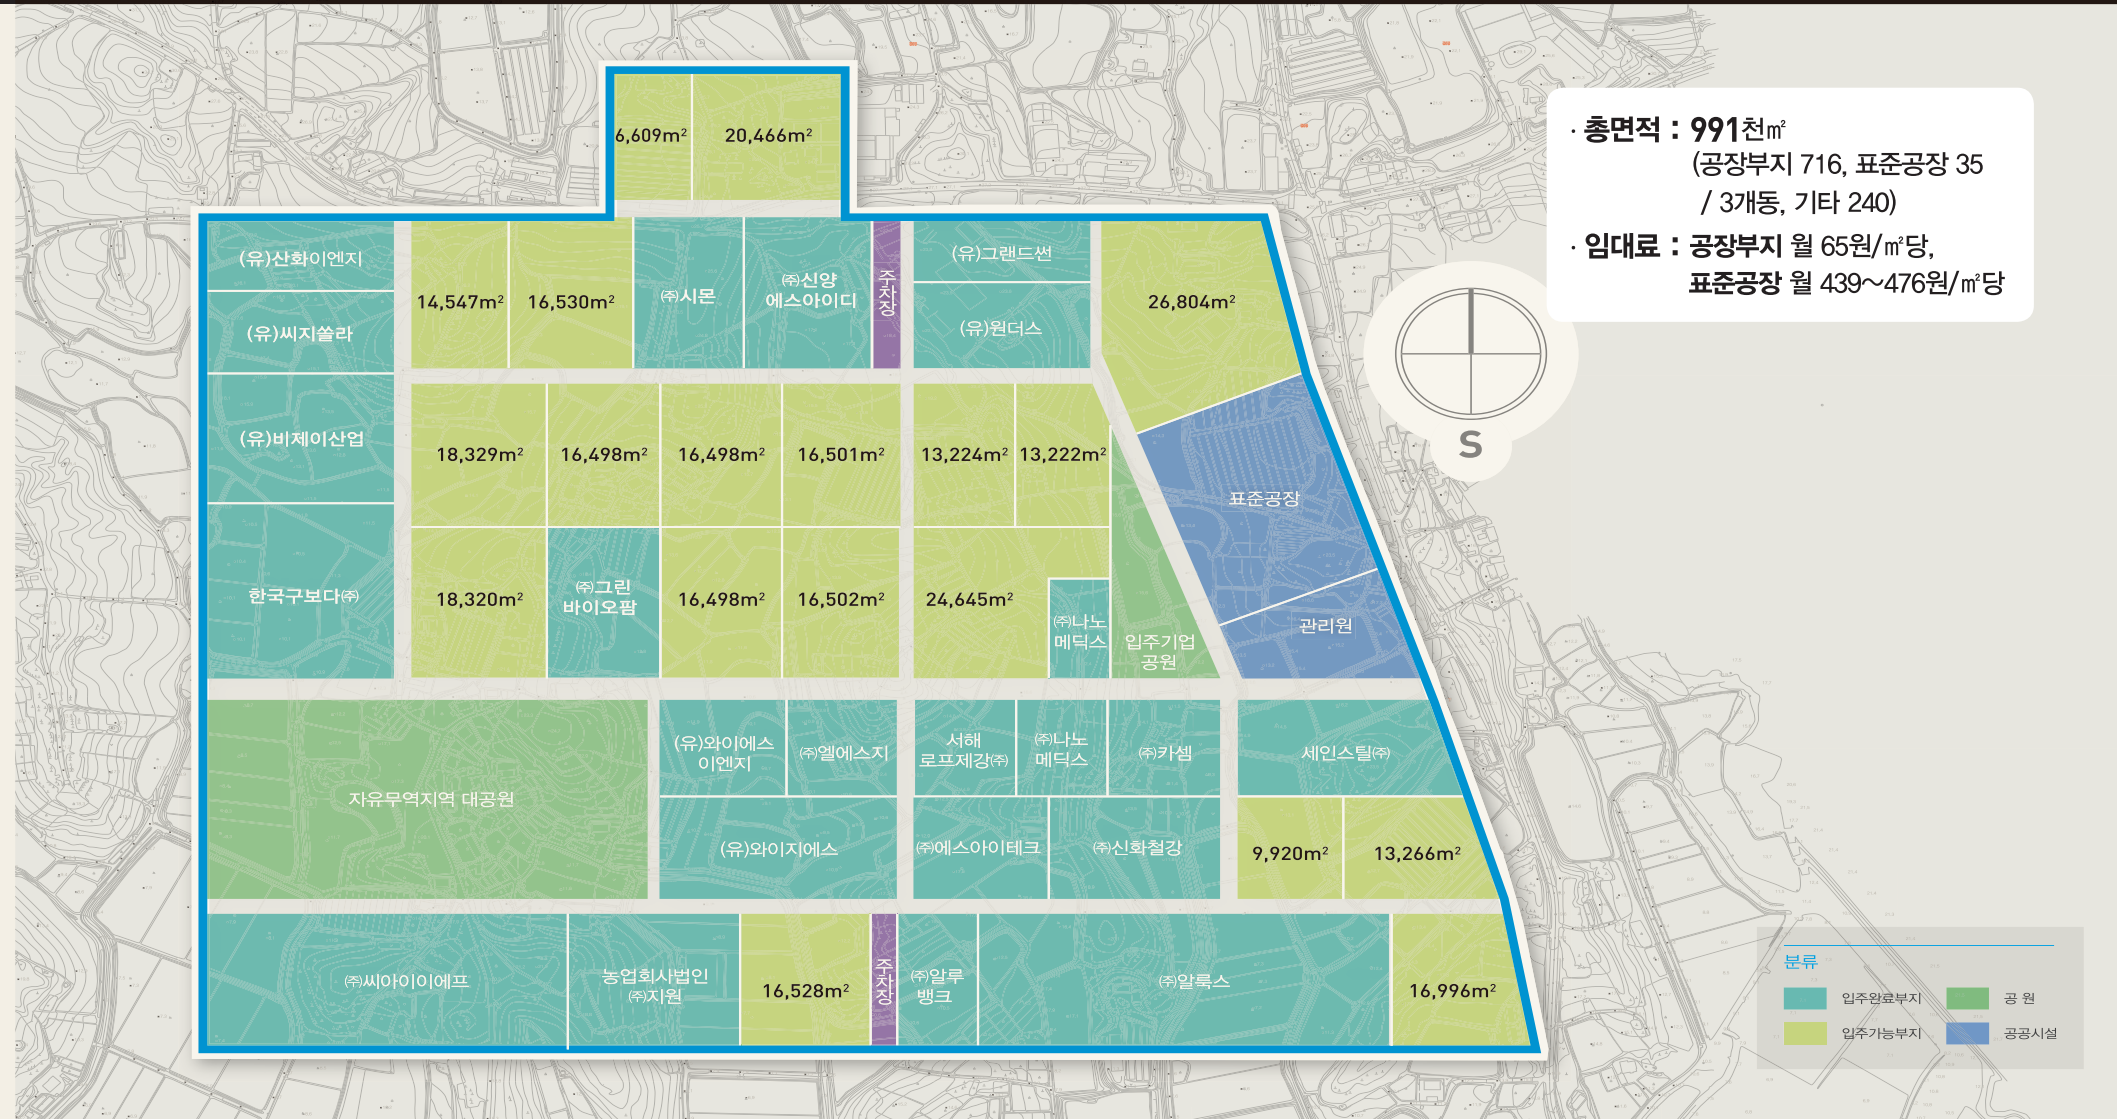 · 총면적 : 991천㎡
(공장부지 716, 표준공장 35
/ 3개동, 기타 240)
· 임대료 : 공장부지 월 65원/㎡당,
표준공장 월 439~476원/㎡당
S
6,609m²
20,466m²
(유)산화이엔지
(유)씨지쏠라
(유)비제이산업
한국구보다㈜
14,547m²
16,530m²
㈜시몬
㈜신양
에스아이디
주차장
(유)그랜드썬
(유)원더스
26,804m²
18,329m²
16,498m²
16,498m²
16,501m²
13,224m²
13,222m²
표준공장
관리원
18,320m²
㈜그린
바이오팜
16,498m²
16,502m²
24,645m²
㈜나노
메딕스
입주기업
공원
자유무역지역 대공원
(유)와이에스
이엔지
㈜엘에스지
서해
로프제강㈜
㈜나노
메딕스
㈜카셈
세인스틸㈜
(유)와이지에스
㈜에스아이테크
㈜신화철강
9,920m²
13,266m²
㈜씨아이이에프
농업회사법인
㈜지원
16,528m²
주차장
㈜알루
뱅크
㈜알룩스
16,996m²
분류
입주완료부지
공 원
입주가능부지
공공시설